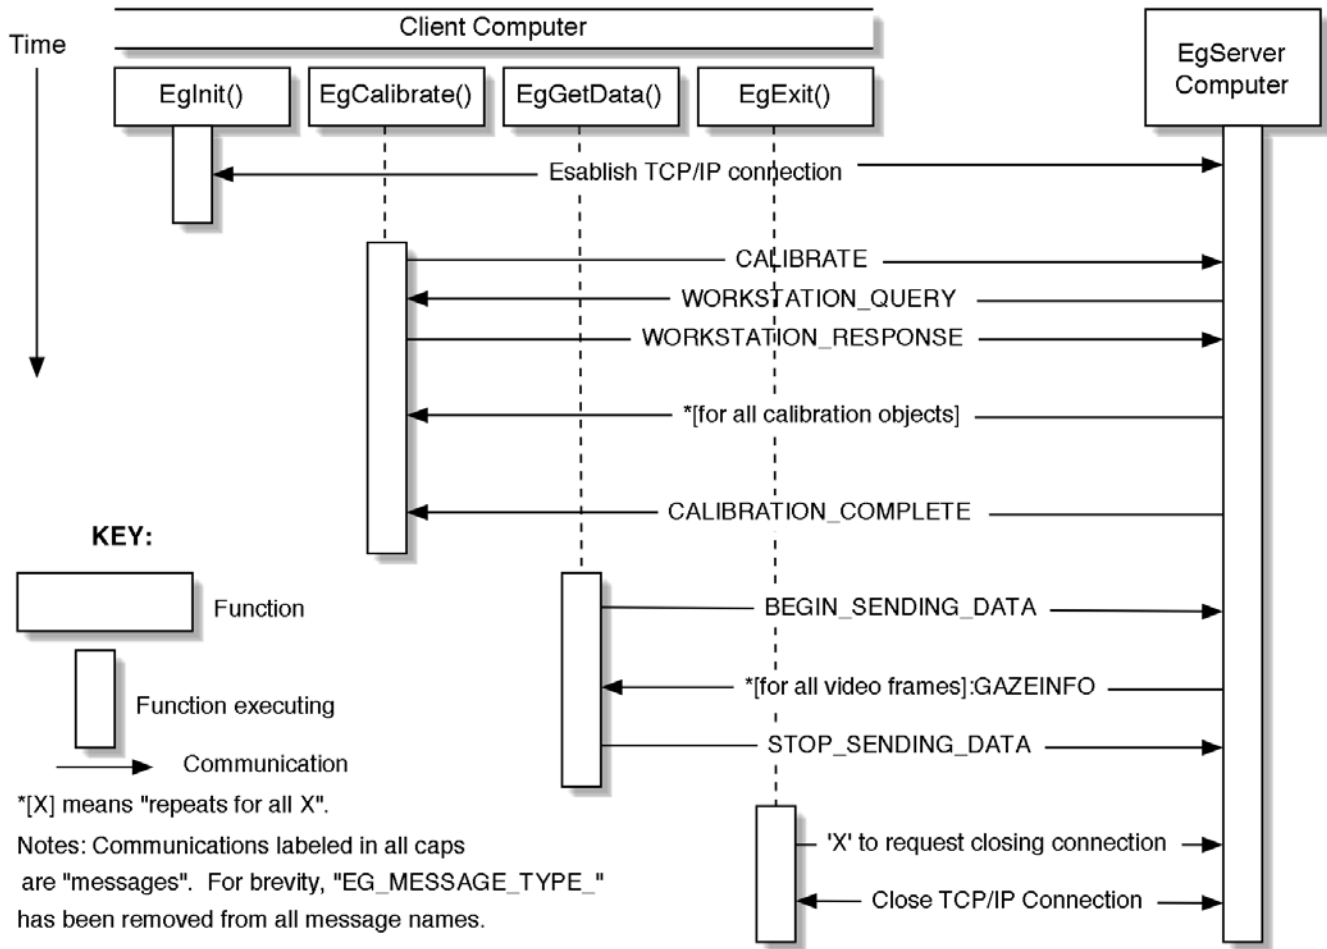 Client Computer
Time
EgServer
Computer
EgInit()
EgCalibrate()
EgGetData()
EgExit()
Esablish TCP/IP connection
CALIBRATE
WORKSTATION_QUERY
WORKSTATION_RESPONSE
*[for all calibration objects]
CALIBRATION_COMPLETE
KEY:
Function
BEGIN_SENDING_DATA
*[for all video frames]:GAZEINFO
Function executing
STOP_SENDING_DATA
Communication
*[X] means "repeats for all X".
Notes: Communications labeled in all caps
are "messages". For brevity, "EG_MESSAGE_TYPE_"
has been removed from all message names.
'X' to request closing connection
Close TCP/IP Connection